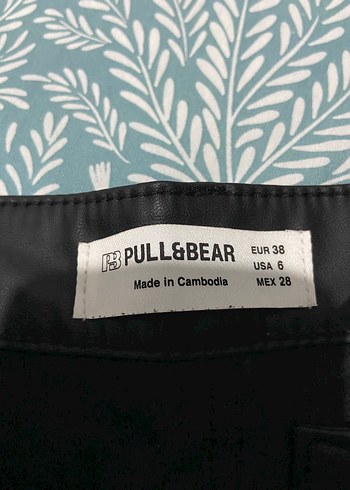 PB PULL&BEAR
Made in Cambodia
EUR 38
USA 6
MEX 28